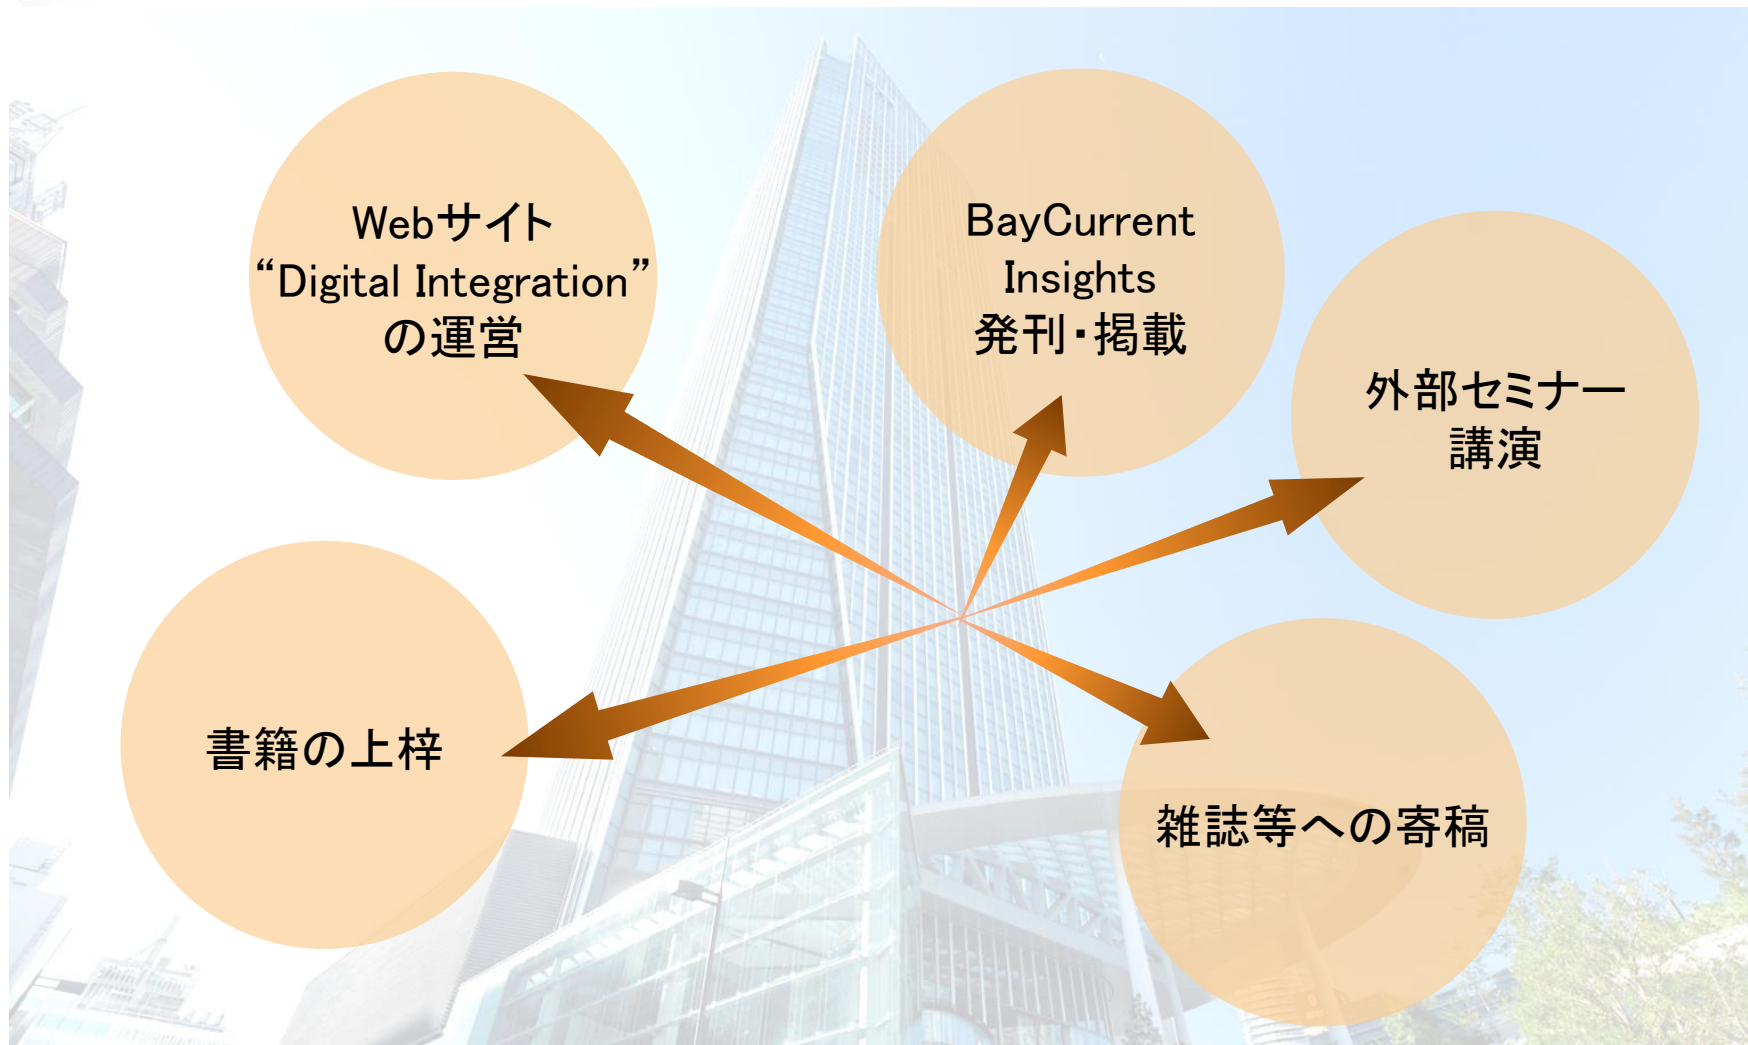 Webサイト
“Digital Integration”
の運営
BayCurrent
Insights
発刊・掲載
外部セミナー
講演
書籍の上梓
雑誌等への寄稿